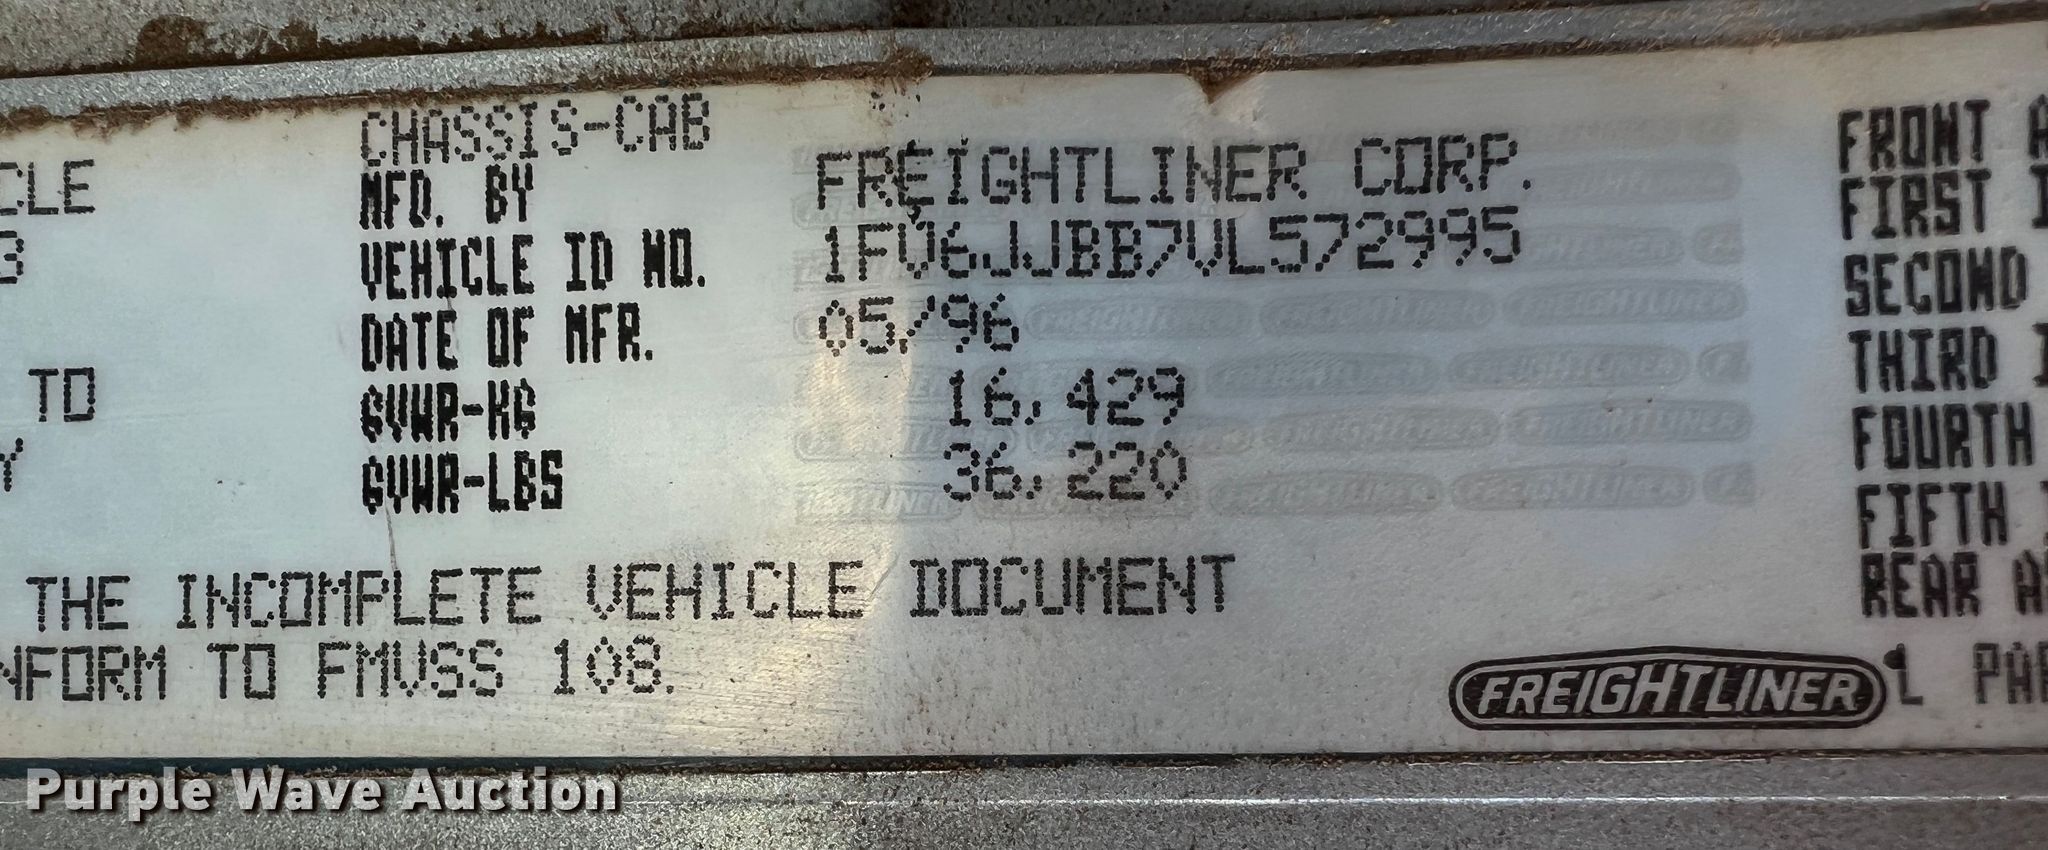 CHASSIS-CAB
MFD. BY FREIGHTLINER CORP.
VEHICLE ID NO. 1FV6JJBB7VL572995
DATE OF MFR. 05/96
GVWR-KG 16,429
GVWR-LBS 36,220
CLE
3
TO
Y
THE INCOMPLETE VEHICLE DOCUMENT
NFORM TO FMVSS 108.
FRONT A
FIRST I
SECOND
THIRD I
FOURTH
FIFTH I
REAR A
FREIGHTLINER
PAR
Purple Wave Auction